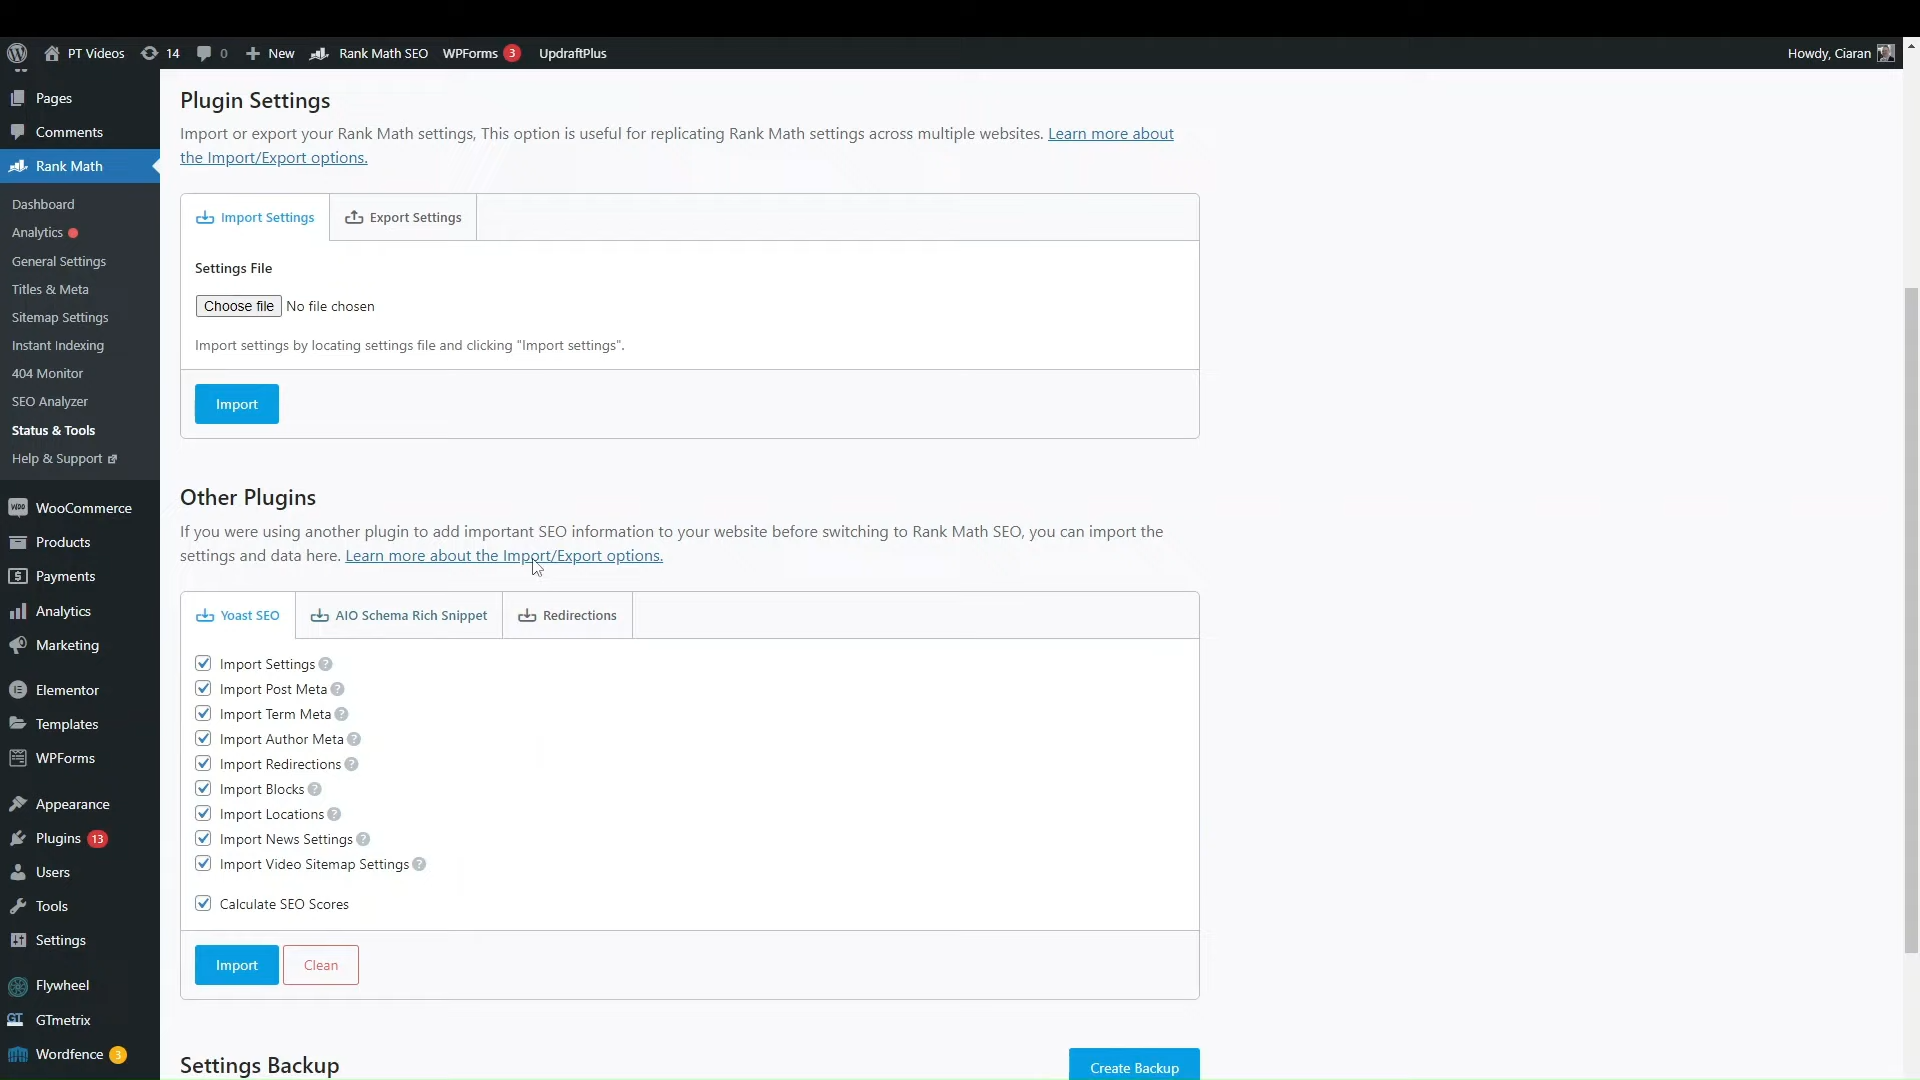 PT Videos 14 0 New Rank Math SEO WPForms 3 UpdraftPlus Howdy, Ciaran
Pages
Comments
Rank Math
Dashboard
Analytics
General Settings
Titles & Meta
Sitemap Settings
Instant Indexing
404 Monitor
SEO Analyzer
Status & Tools
Help & Support
WooCommerce
Products
Payments
Analytics
Marketing
Elementor
Templates
WPForms
Appearance
Plugins 13
Users
Tools
Settings
Flywheel
GTmetrix
Wordfence 3
Plugin Settings
Import or export your Rank Math settings, This option is useful for replicating Rank Math settings across multiple websites. Learn more about
the Import/Export options.
Import Settings Export Settings
Settings File
Choose file No file chosen
Import settings by locating settings file and clicking "Import settings".
Import
Other Plugins
If you were using another plugin to add important SEO information to your website before switching to Rank Math SEO, you can import the
settings and data here. Learn more about the Import/Export options.
Yoast SEO AIO Schema Rich Snippet Redirections
Import Settings ?
Import Post Meta ?
Import Term Meta ?
Import Author Meta ?
Import Redirections ?
Import Blocks ?
Import Locations ?
Import News Settings ?
Import Video Sitemap Settings ?
Calculate SEO Scores
Import Clean
Settings Backup Create Backup